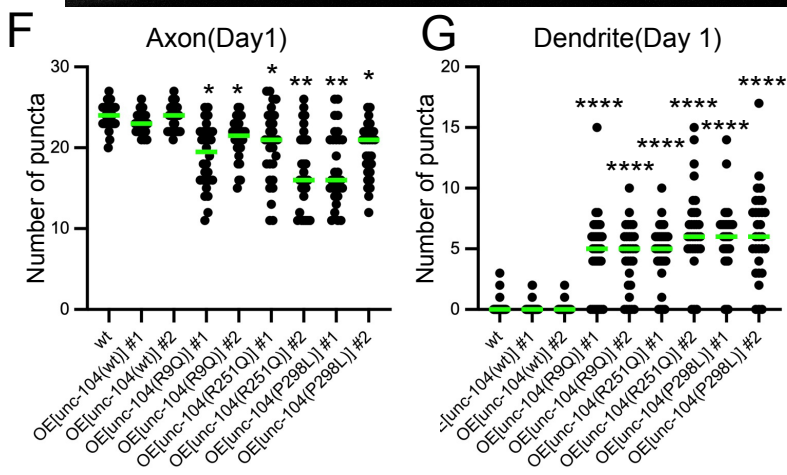 F
Axon(Day1)
Number of puncta
30
20
10
0
* * * ** ** *
wt
OE[unc-104(wt)] #1
OE[unc-104(wt)] #2
OE[unc-104(R9Q)] #1
OE[unc-104(R9Q)] #2
OE[unc-104(R251Q)] #1
OE[unc-104(R251Q)] #2
OE[unc-104(P298L)] #1
OE[unc-104(P298L)] #2
G
Dendrite(Day 1)
Number of puncta
20
15
10
5
0
**** **** **** **** **** ****
wt
E[unc-104(wt)] #1
OE[unc-104(wt)] #2
OE[unc-104(R9Q)] #1
OE[unc-104(R9Q)] #2
OE[unc-104(R251Q)] #1
OE[unc-104(R251Q)] #2
OE[unc-104(P298L)] #1
OE[unc-104(P298L)] #2